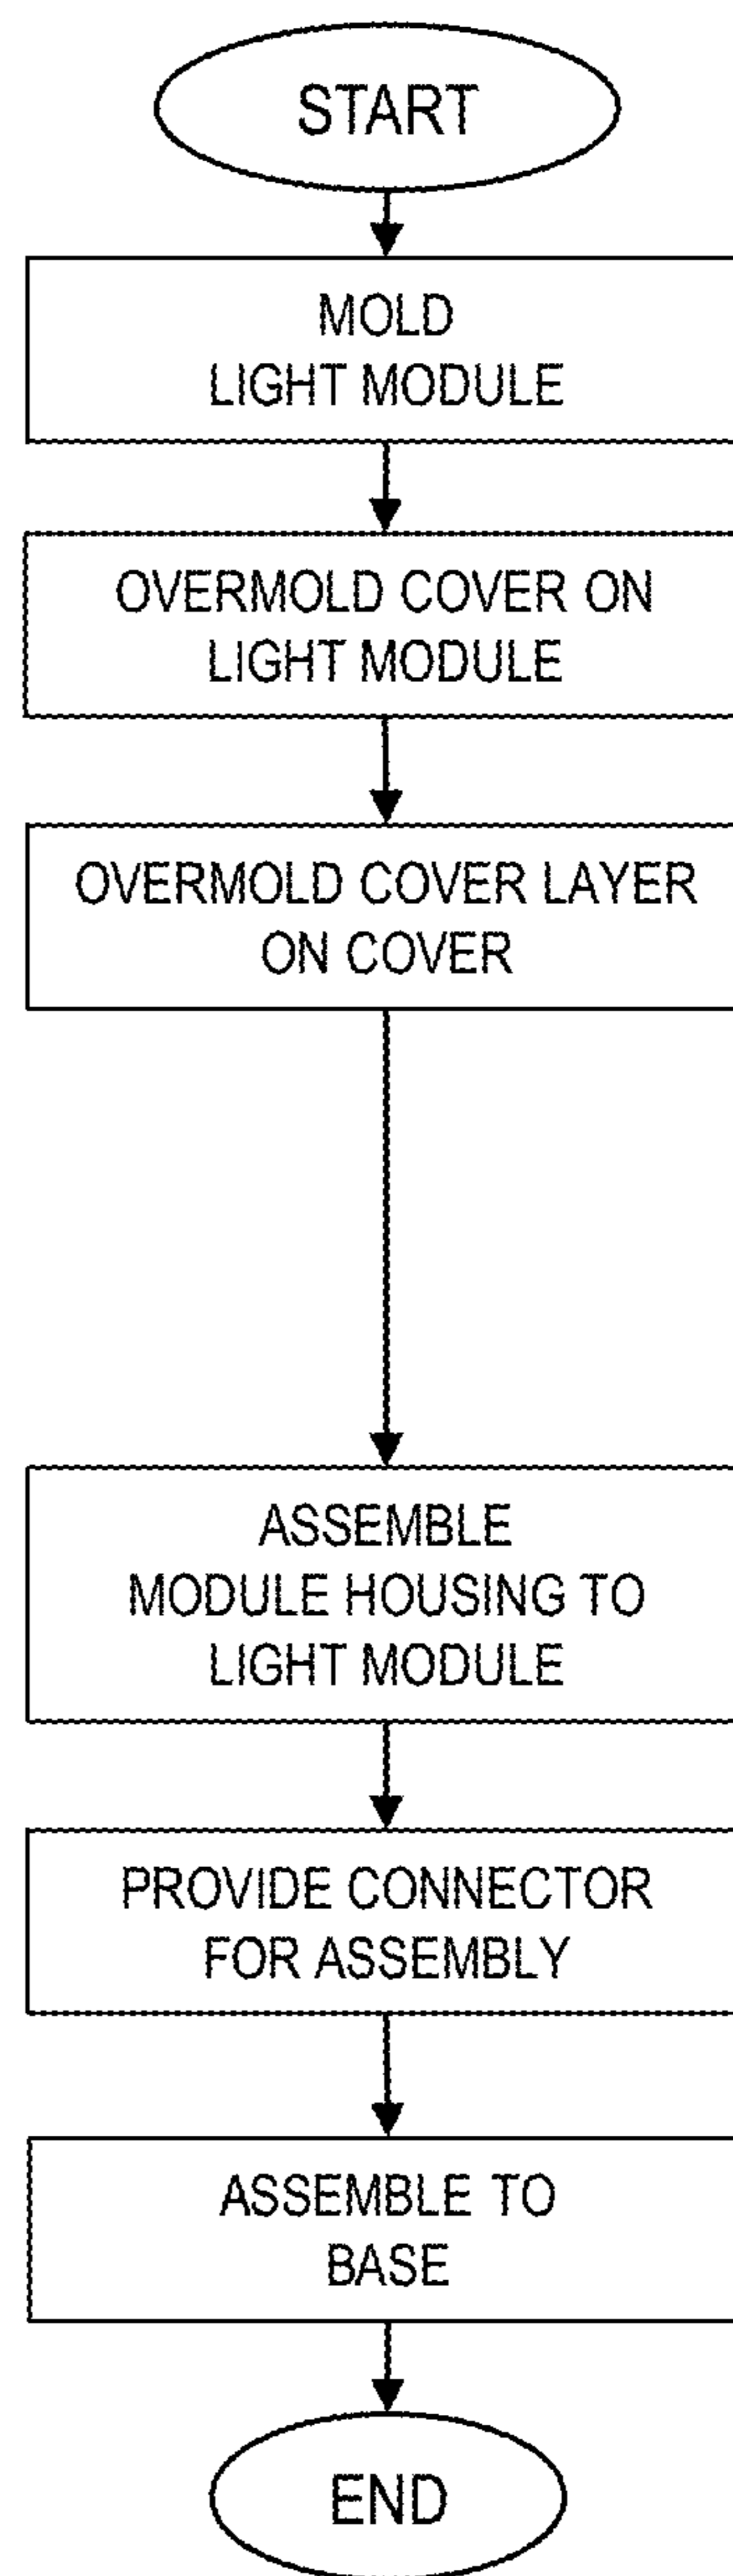 START
MOLD
LIGHT MODULE
OVERMOLD COVER ON
LIGHT MODULE
OVERMOLD COVER LAYER
ON COVER
ASSEMBLE
MODULE HOUSING TO
LIGHT MODULE
PROVIDE CONNECTOR
FOR ASSEMBLY
ASSEMBLE TO
BASE
END